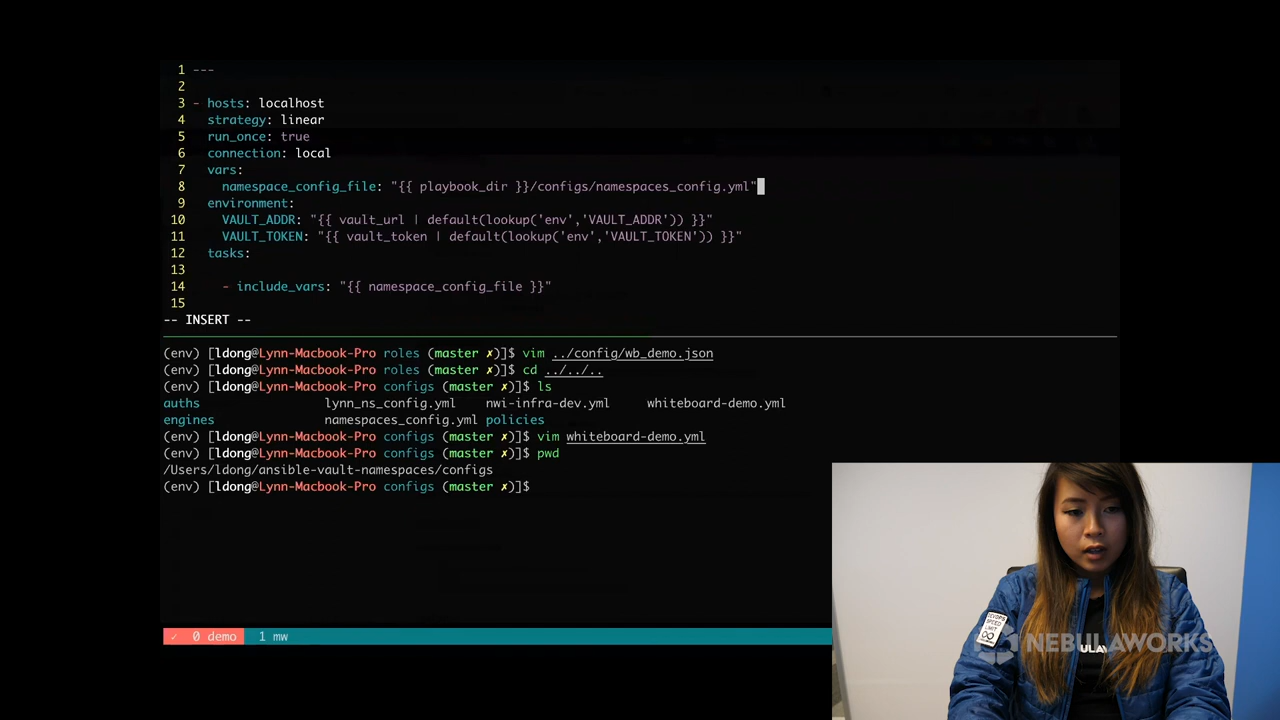 1 ---
2
3 - hosts: localhost
4 strategy: linear
5 run_once: true
6 connection: local
7 vars:
8 namespace_config_file: "{{ playbook_dir }}/configs/namespaces_config.yml"
9 environment:
10 VAULT_ADDR: "{{ vault_url | default(lookup('env','VAULT_ADDR')) }}"
11 VAULT_TOKEN: "{{ vault_token | default(lookup('env','VAULT_TOKEN')) }}"
12 tasks:
13
14 - include_vars: "{{ namespace_config_file }}"
15
-- INSERT --
(env) [ldong@Lynn-Macbook-Pro roles (master ✗)]$ vim ../config/wb_demo.json
(env) [ldong@Lynn-Macbook-Pro roles (master ✗)]$ cd ../../..
(env) [ldong@Lynn-Macbook-Pro configs (master ✗)]$ ls
auths lynn_ns_config.yml nwi-infra-dev.yml whiteboard-demo.yml
engines namespaces_config.yml policies
(env) [ldong@Lynn-Macbook-Pro configs (master ✗)]$ vim whiteboard-demo.yml
(env) [ldong@Lynn-Macbook-Pro configs (master ✗)]$ pwd
/Users/ldong/ansible-vault-namespaces/configs
(env) [ldong@Lynn-Macbook-Pro configs (master ✗)]$
✓ 0 demo 1 mw
DEVOPS
SPEED
LIMIT
∞
NEBULAWORKS
ULAW